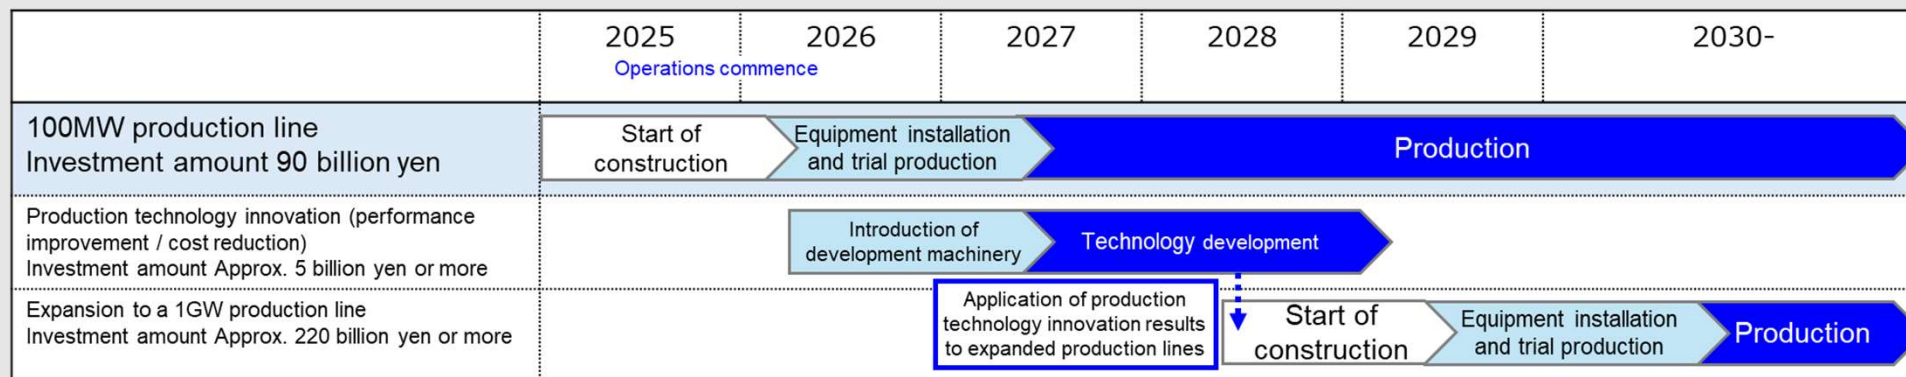 2025
2026
2027
2028
2029
2030-
Operations commence
100MW production line
Investment amount 90 billion yen
Start of
construction
Equipment installation
and trial production
Production
Production technology innovation (performance
improvement / cost reduction)
Investment amount Approx. 5 billion yen or more
Introduction of
development machinery
Technology development
Expansion to a 1GW production line
Investment amount Approx. 220 billion yen or more
Application of production
technology innovation results
to expanded production lines
Start of
construction
Equipment installation
and trial production
Production